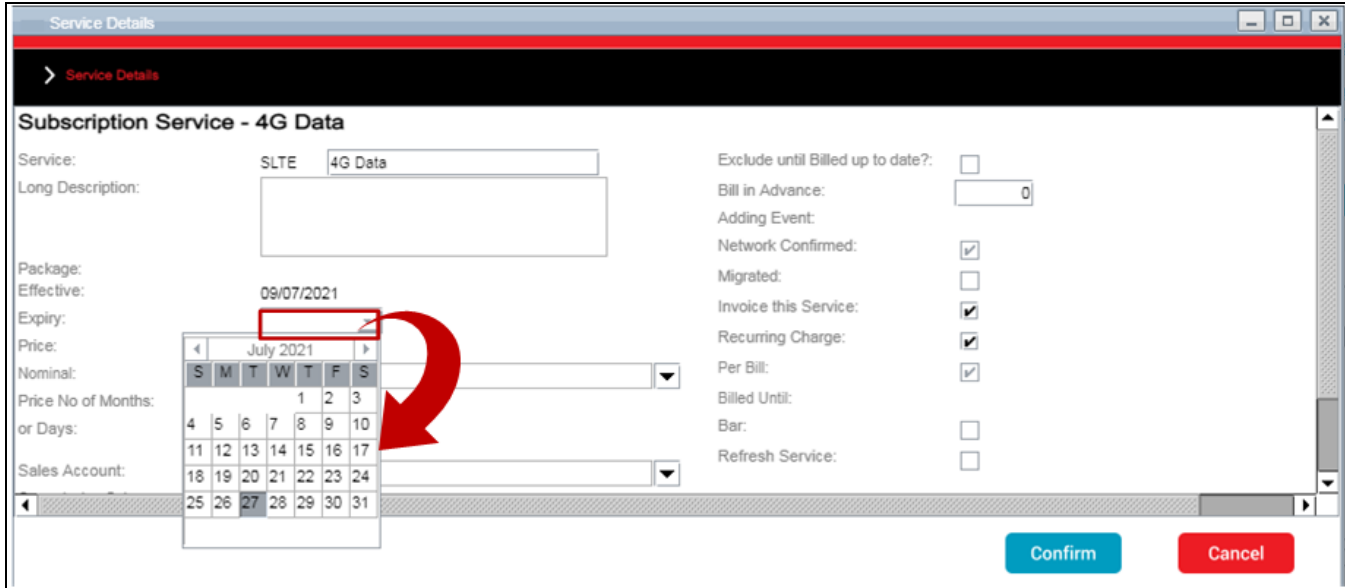 Service Details
Service Details
Subscription Service - 4G Data
Service: SLTE 4G Data
Long Description:
Package:
Effective: 09/07/2021
Expiry:
Price:
Nominal:
Price No of Months:
or Days:
Sales Account:
July 2021
S M T W T F S
1 2 3
4 5 6 7 8 9 10
11 12 13 14 15 16 17
18 19 20 21 22 23 24
25 26 27 28 29 30 31
Exclude until Billed up to date?:
Bill in Advance: 0
Adding Event:
Network Confirmed:
Migrated:
Invoice this Service:
Recurring Charge:
Per Bill:
Billed Until:
Bar:
Refresh Service:
Confirm Cancel